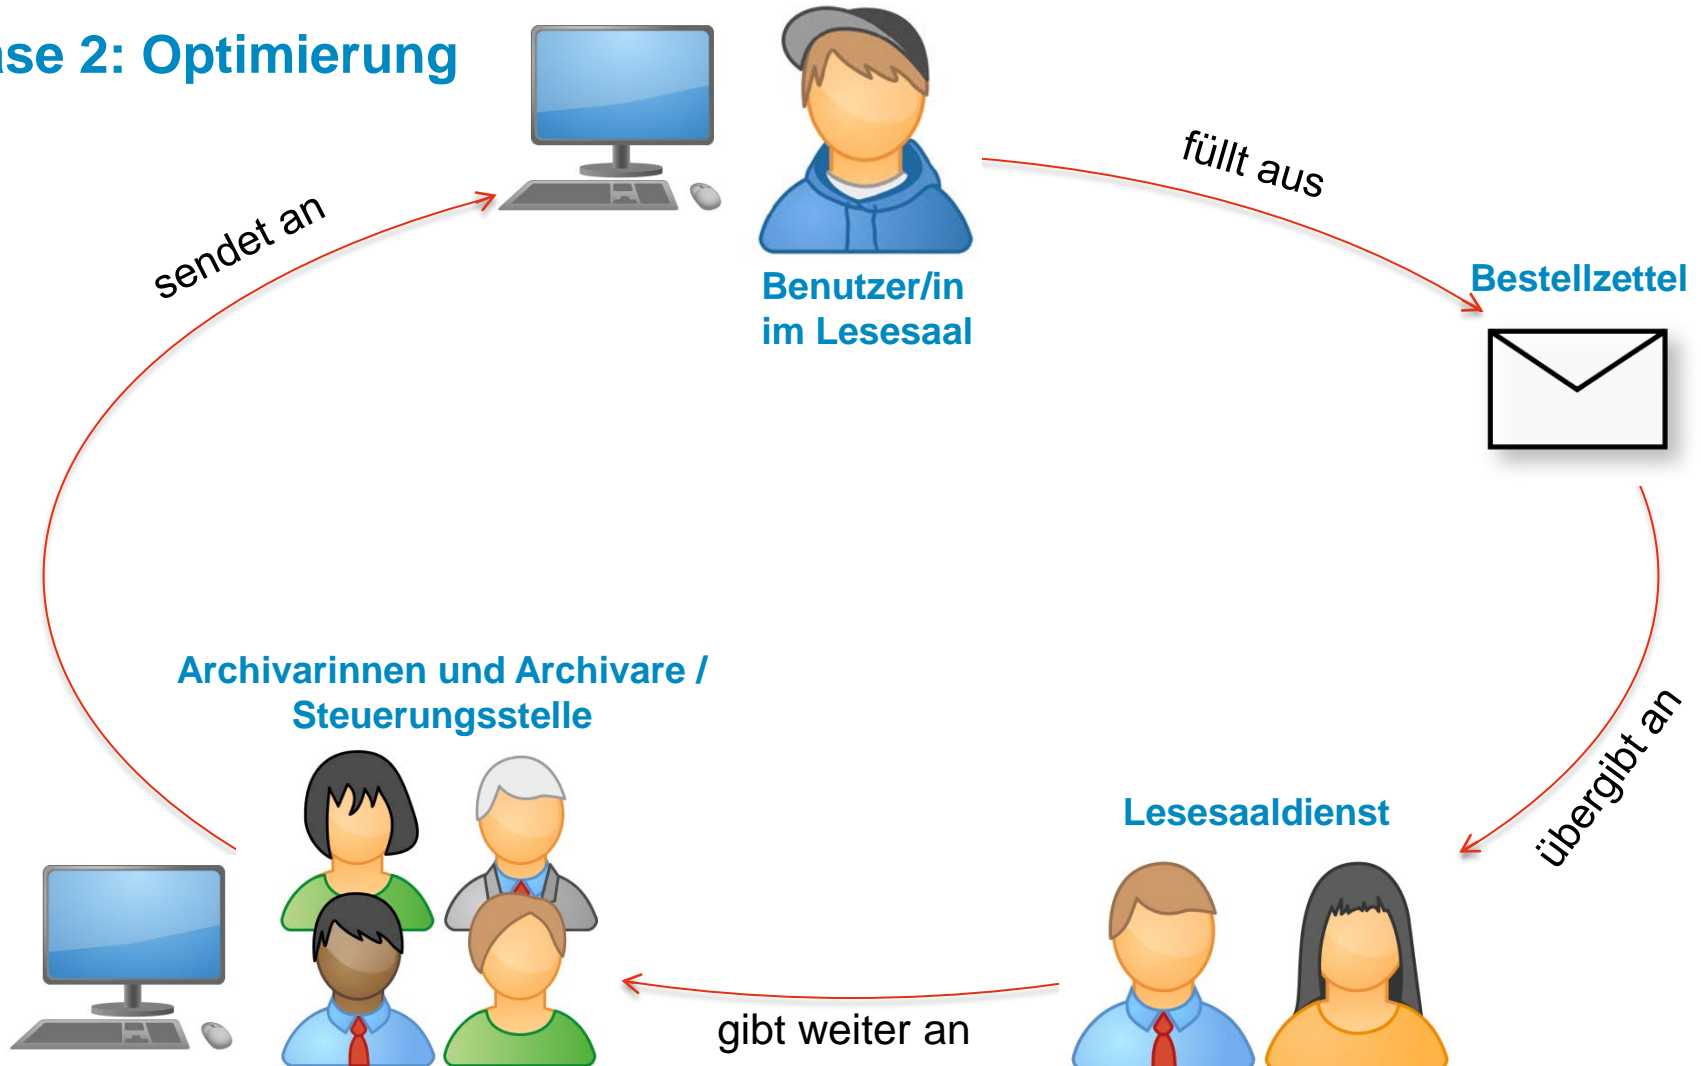 ase 2: Optimierung
füllt aus
sendet an
Benutzer/in
im Lesesaal
Bestellzettel
Archivarinnen und Archivare /
Steuerungsstelle
übergibt an
Lesesaaldienst
gibt weiter an